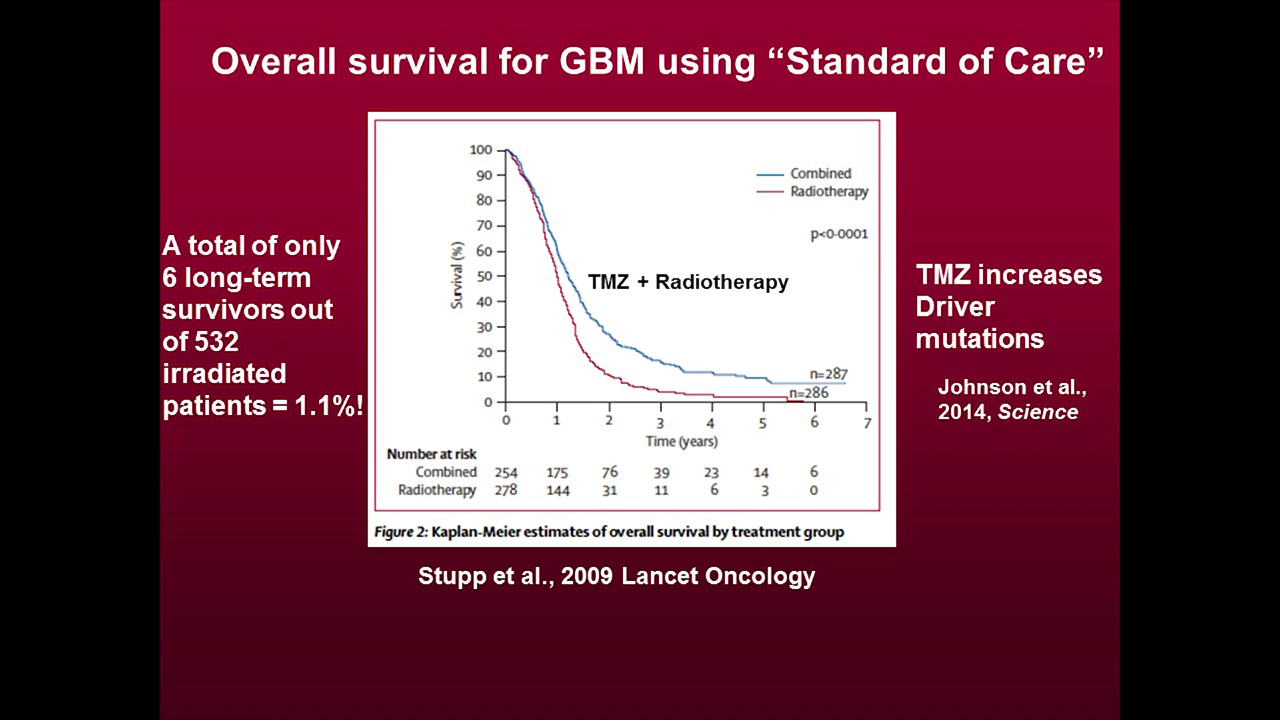 Overall survival for GBM using “Standard of Care”
A total of only
6 long-term
survivors out
of 532
irradiated
patients = 1.1%!
100
90
80
70
60
50
40
30
20
10
0
Survival (%)
Combined
Radiotherapy
p<0·0001
TMZ + Radiotherapy
n=287
n=286
0 1 2 3 4 5 6 7
Time (years)
Number at risk
Combined 254 175 76 39 23 14 6
Radiotherapy 278 144 31 11 6 3 0
Figure 2: Kaplan-Meier estimates of overall survival by treatment group
Stupp et al., 2009 Lancet Oncology
TMZ increases
Driver
mutations
Johnson et al.,
2014, Science